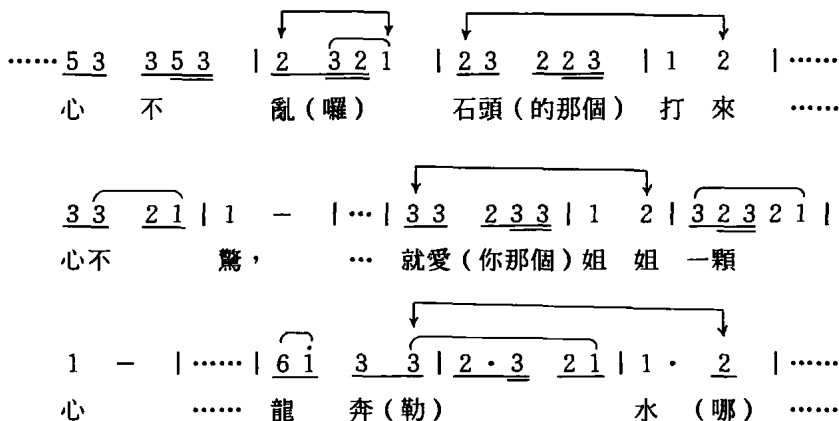 ……5 3 3 5 3 | 2 3 2 1 | 2 3 2 2 3 | 1 2 | ……
心 不 亂（囉） 石頭（的那個）打 來 ……
3 3 2 1 | 1 － | … | 3 3 2 3 3 | 1 2 | 3 2 3 2 1 |
心不 驚， … 就愛（你那個）姐 姐 一顆
1 － | …… | 6 i 3 3 | 2 · 3 2 1 | 1 · 2 | ……
心 …… 龍 奔（勒） 水 （哪） ……